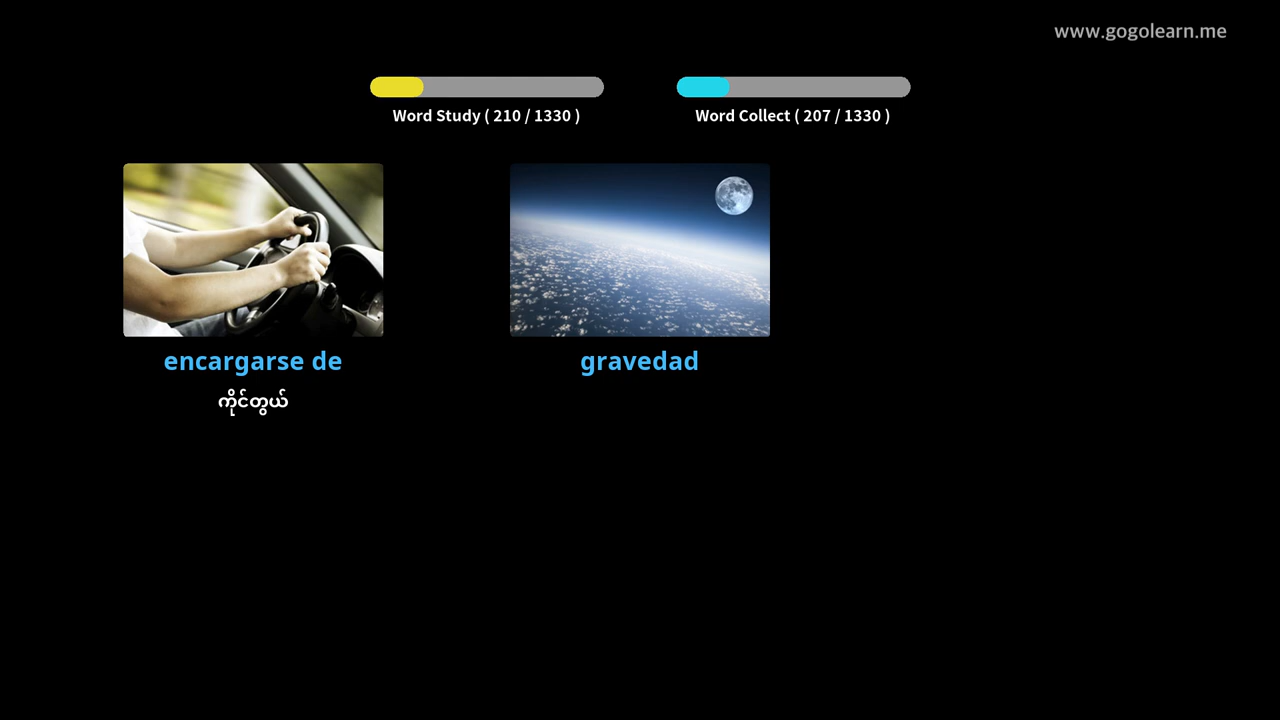 www.gogolearn.me
Word Study ( 210 / 1330 )
Word Collect ( 207 / 1330 )
encargarse de
gravedad
ကိုင်တွယ်